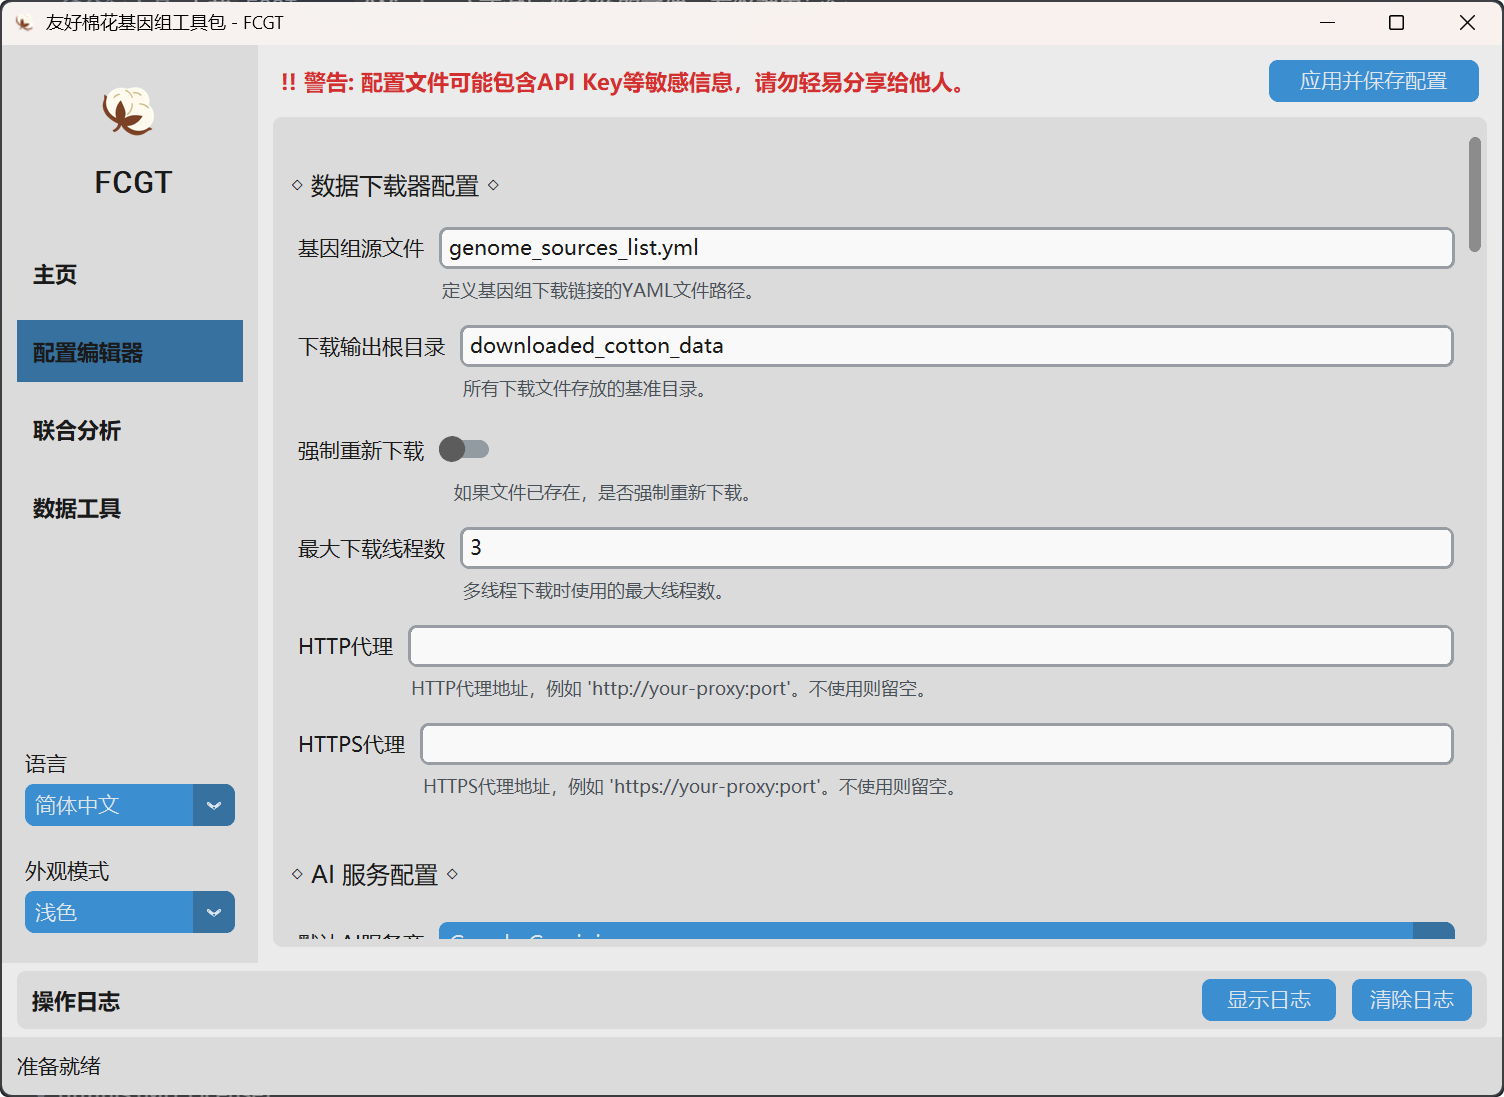 友好棉花基因组工具包 - FCGT
!! 警告: 配置文件可能包含API Key等敏感信息，请勿轻易分享给他人。
应用并保存配置
FCGT
主页
配置编辑器
联合分析
数据工具
语言
简体中文
外观模式
浅色
◇ 数据下载器配置 ◇
基因组源文件
genome_sources_list.yml
定义基因组下载链接的YAML文件路径。
下载输出根目录
downloaded_cotton_data
所有下载文件存放的基准目录。
强制重新下载
如果文件已存在，是否强制重新下载。
最大下载线程数
3
多线程下载时使用的最大线程数。
HTTP代理
HTTP代理地址，例如 'http://your-proxy:port'。不使用则留空。
HTTPS代理
HTTPS代理地址，例如 'https://your-proxy:port'。不使用则留空。
◇ AI 服务配置 ◇
操作日志
显示日志
清除日志
准备就绪